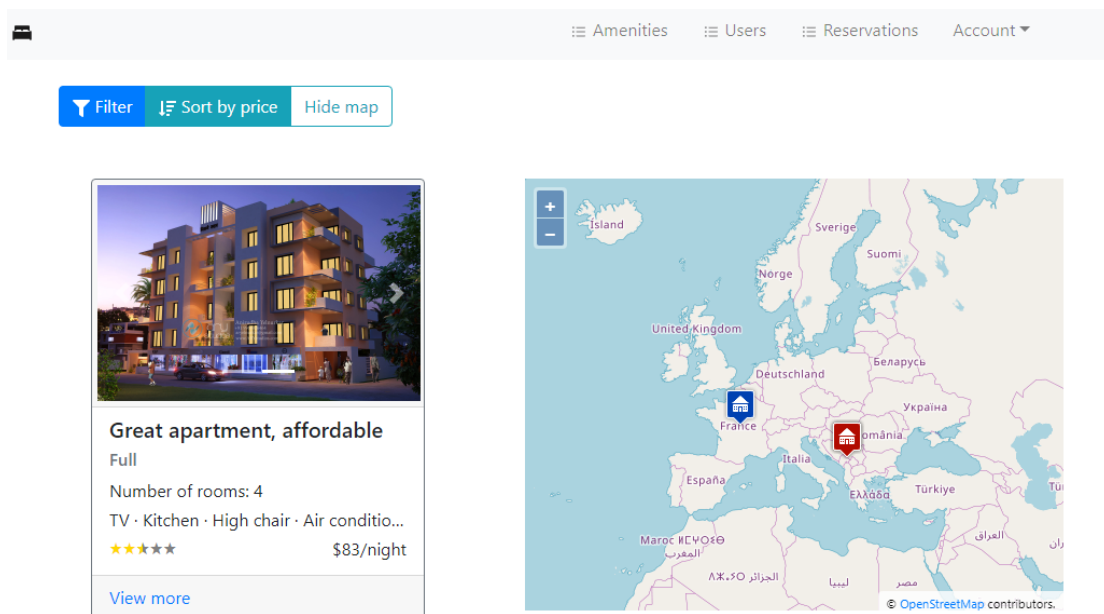 Amenities
Users
Reservations
Account
Filter
Sort by price
Hide map
Great apartment, affordable
Full
Number of rooms: 4
TV · Kitchen · High chair · Air conditio...
$83/night
View more
+
−
Ísland
Sverige
Suomi
Norge
United Kingdom
Беларусь
Deutschland
Україна
France
omânia
Italia
España
Ελλάδα
Türkiye
Maroc ⵍⵎⵖⵔⵉⴱ
المغرب
العراق
الجزائر
ليبيا
مصر
© OpenStreetMap contributors.